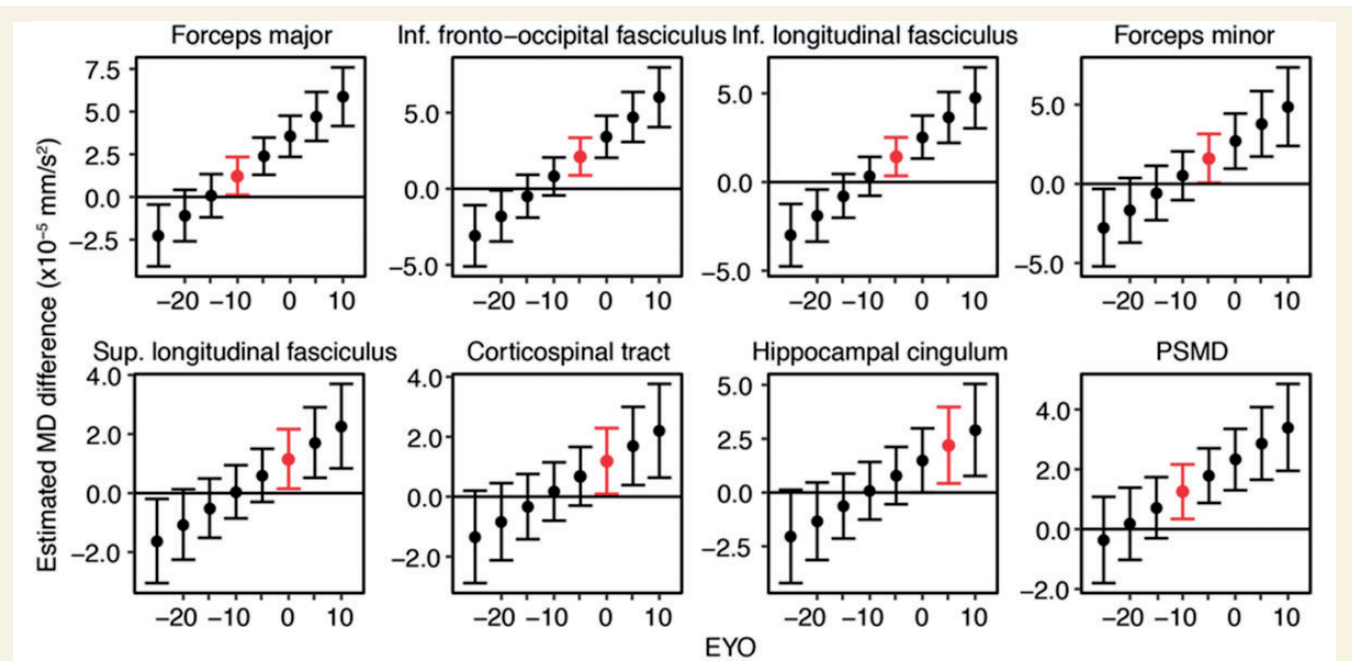 Forceps major
Inf. fronto−occipital fasciculus
Inf. longitudinal fasciculus
Forceps minor
Estimated MD difference (x10⁻⁵ mm/s²)
7.5
5.0
2.5
0.0
−2.5
−20 −10 0 10
5.0
0.0
−5.0
−20 −10 0 10
5.0
0.0
−5.0
−20 −10 0 10
5.0
0.0
−5.0
−20 −10 0 10
Sup. longitudinal fasciculus
Corticospinal tract
Hippocampal cingulum
PSMD
4.0
2.0
0.0
−2.0
−20 −10 0 10
4.0
2.0
0.0
−2.0
−20 −10 0 10
5.0
2.5
0.0
−2.5
−20 −10 0 10
4.0
2.0
0.0
−2.0
−20 −10 0 10
EYO